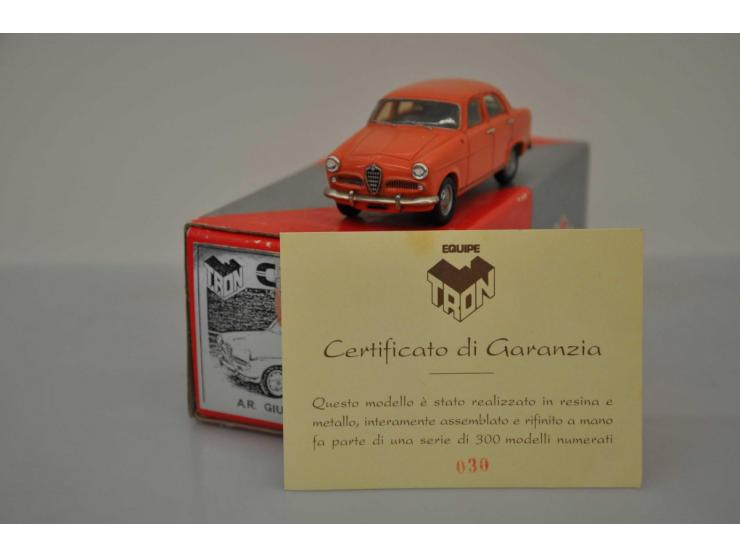 EQUIPE
TRON
Certificato di Garanzia
Questo modello è stato realizzato in resina e
metallo, interamente assemblato e rifinito a mano
fa parte di una serie di 300 modelli numerati
030
TRON
A.R. GIU